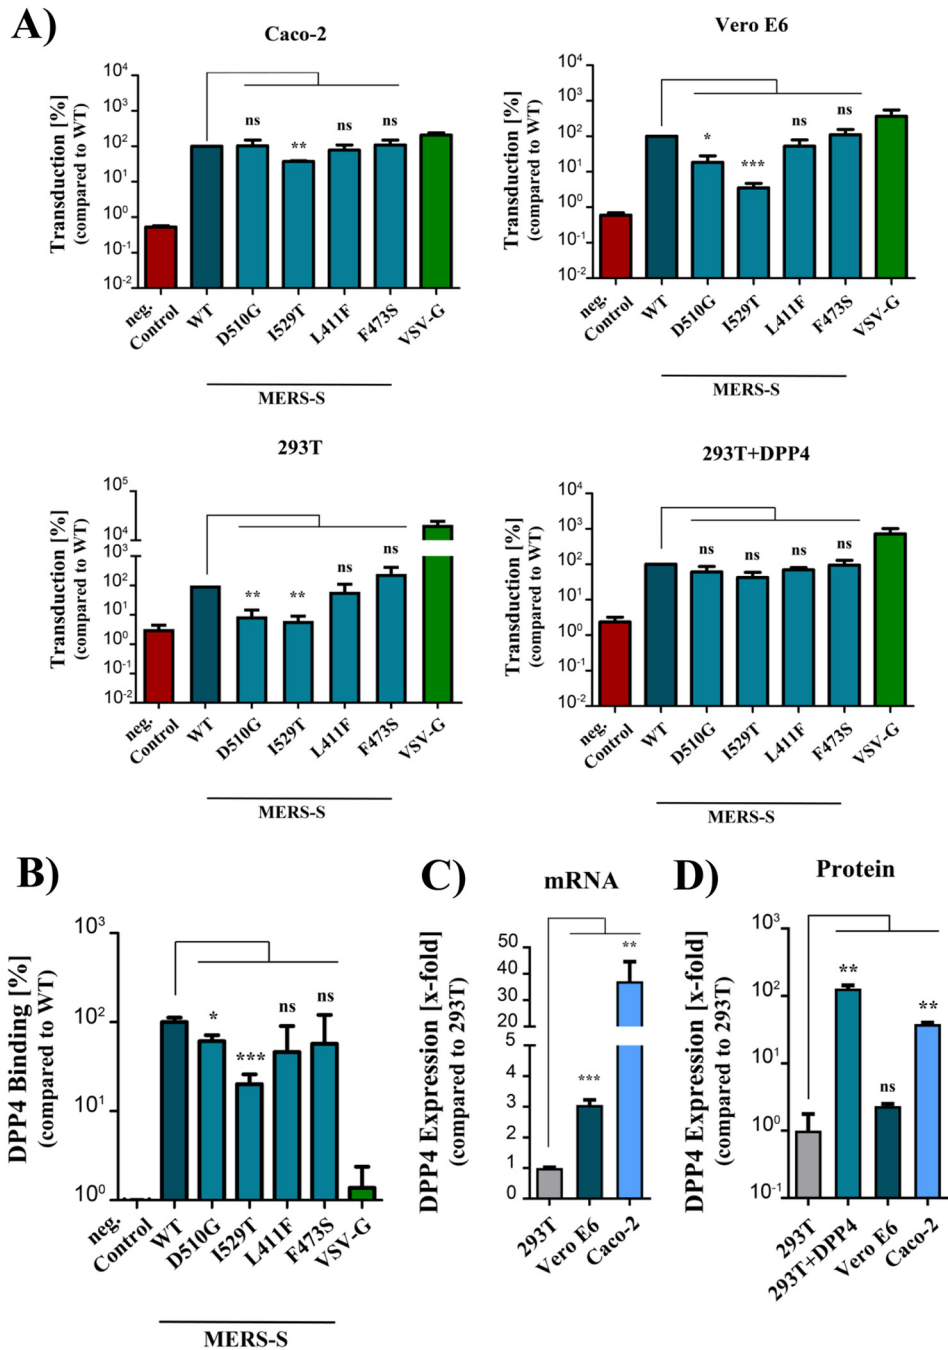 A)
Caco-2
Transduction [%]
(compared to WT)
10⁴
10³
10²
10¹
10⁰
10⁻¹
10⁻²
ns
**
ns
ns
neg.
Control
WT
D510G
I529T
L411F
F473S
VSV-G
MERS-S
Vero E6
Transduction [%]
(compared to WT)
10⁴
10³
10²
10¹
10⁰
10⁻¹
10⁻²
*
***
ns
ns
neg.
Control
WT
D510G
I529T
L411F
F473S
VSV-G
MERS-S
293T
Transduction [%]
(compared to WT)
10⁵
10⁴
10³
10²
10¹
10⁰
10⁻¹
10⁻²
**
**
ns
ns
neg.
Control
WT
D510G
I529T
L411F
F473S
VSV-G
MERS-S
293T+DPP4
Transduction [%]
(compared to WT)
10⁴
10³
10²
10¹
10⁰
10⁻¹
10⁻²
ns
ns
ns
ns
neg.
Control
WT
D510G
I529T
L411F
F473S
VSV-G
MERS-S
B)
DPP4 Binding [%]
(compared to WT)
10³
10²
10¹
10⁰
*
***
ns
ns
neg.
Control
WT
D510G
I529T
L411F
F473S
VSV-G
MERS-S
C)
mRNA
DPP4 Expression [x-fold]
(compared to 293T)
50
40
30
20
5
4
3
2
1
0
***
**
293T
Vero E6
Caco-2
D)
Protein
DPP4 Expression [x-fold]
(compared to 293T)
10³
10²
10¹
10⁰
10⁻¹
**
ns
**
293T
293T+DPP4
Vero E6
Caco-2